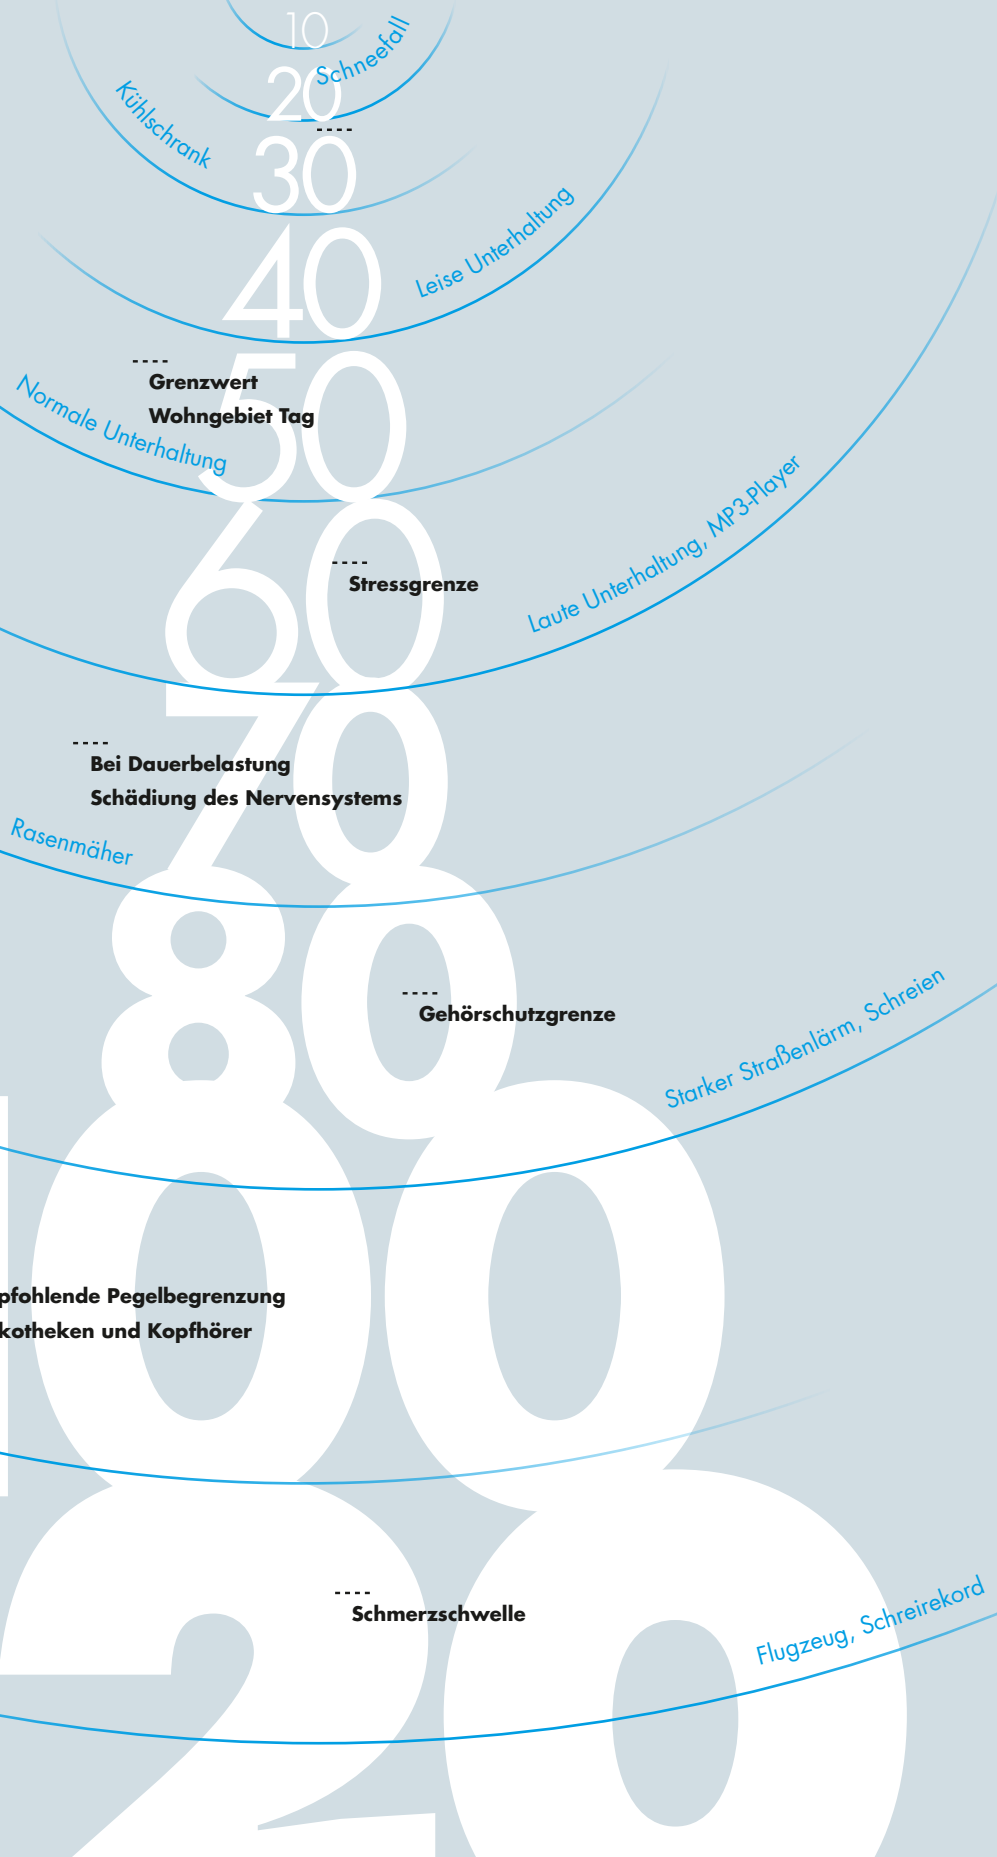 10
Schneefall
20
Kühlschrank
30
Leise Unterhaltung
40
Grenzwert
Wohngebiet Tag
50
Normale Unterhaltung
Laute Unterhaltung, MP3-Player
60
Stressgrenze
70
Bei Dauerbelastung
Schädiung des Nervensystems
Rasenmäher
80
Gehörschutzgrenze
Starker Straßenlärm, Schreien
100
pfohlende Pegelbegrenzung
kotheken und Kopfhörer
20
Schmerzschwelle
Flugzeug, Schreirekord